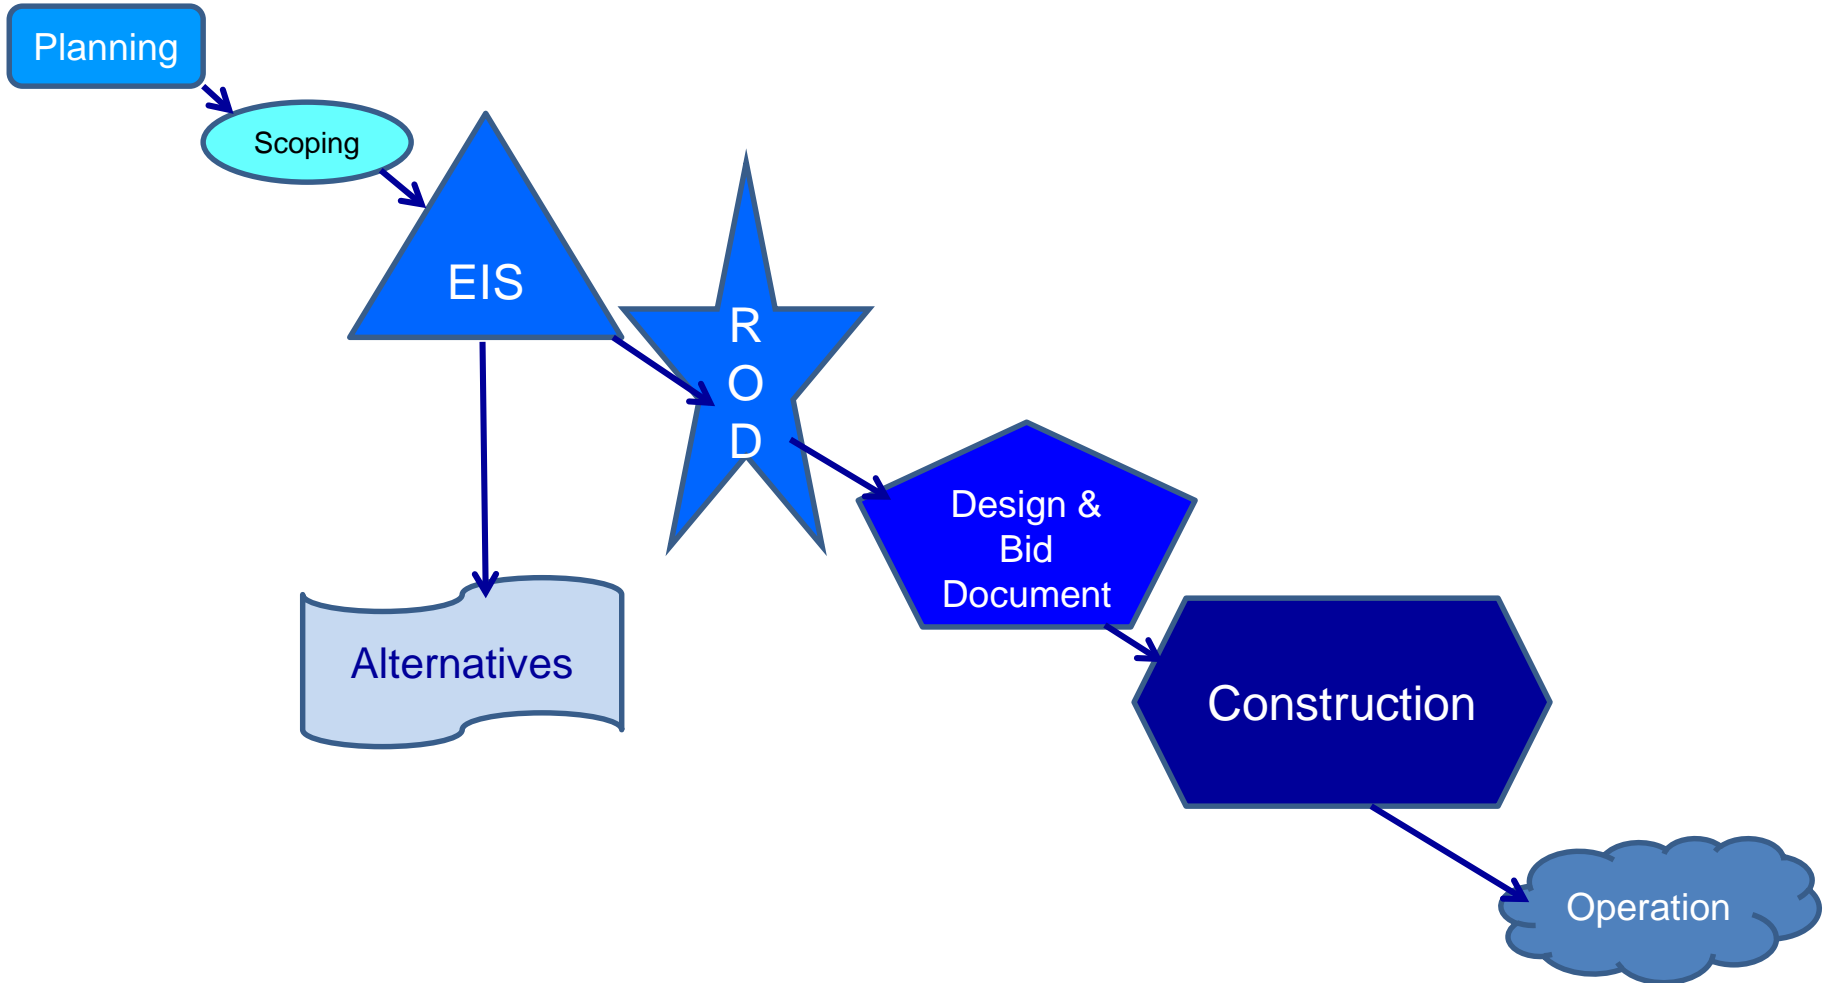 Planning
Scoping
EIS
R
O
D
Design &
Bid
Document
Alternatives
Construction
Operation